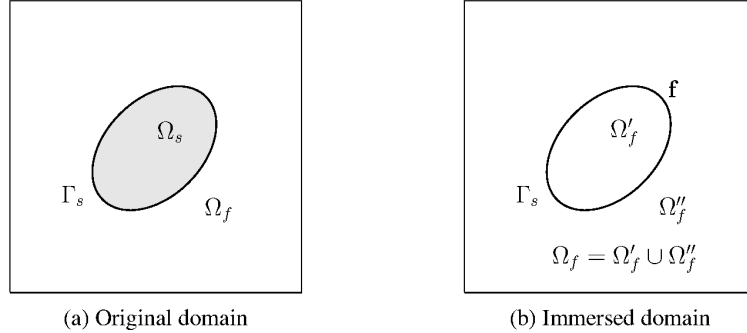 Ω_s
Γ_s
Ω_f
(a) Original domain
f
Ω′_f
Γ_s
Ω″_f
Ω_f = Ω′_f ∪ Ω″_f
(b) Immersed domain